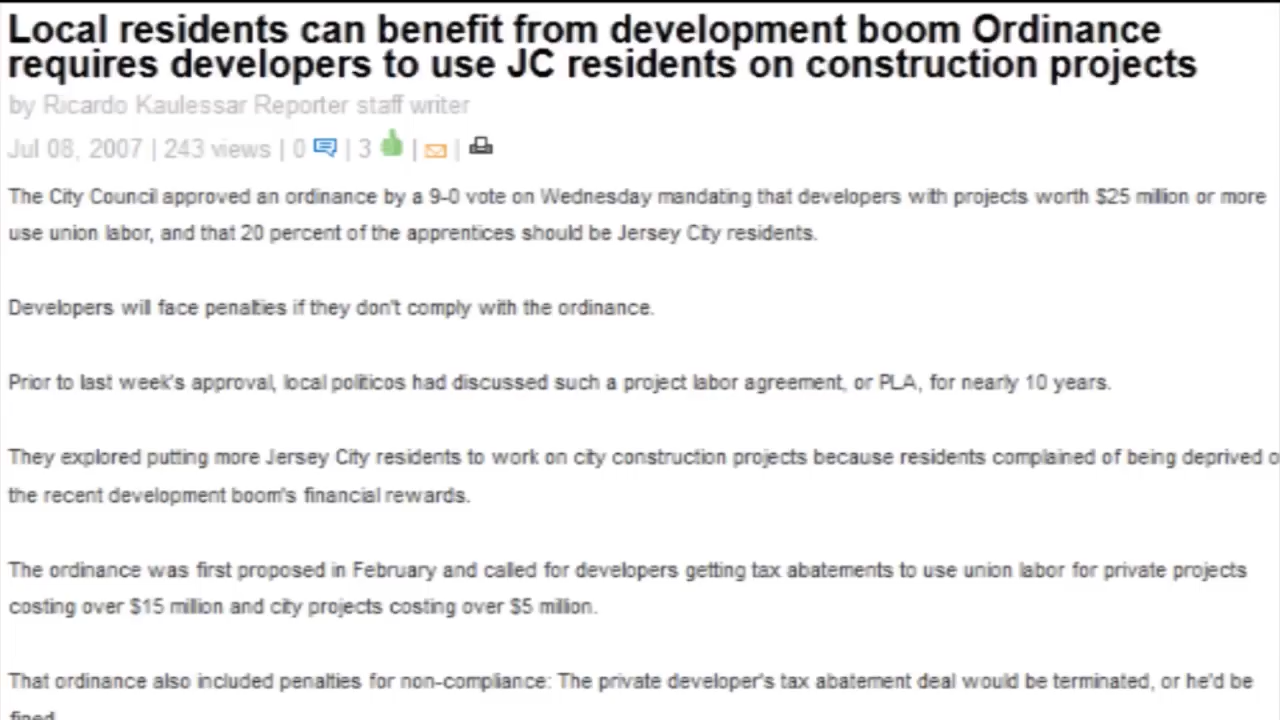 Local residents can benefit from development boom Ordinance
requires developers to use JC residents on construction projects
by Ricardo Kaulessar Reporter staff writer
Jul 08, 2007 | 243 views | 0 | 3 | |
The City Council approved an ordinance by a 9-0 vote on Wednesday mandating that developers with projects worth $25 million or more
use union labor, and that 20 percent of the apprentices should be Jersey City residents.
Developers will face penalties if they don't comply with the ordinance.
Prior to last week's approval, local politicos had discussed such a project labor agreement, or PLA, for nearly 10 years.
They explored putting more Jersey City residents to work on city construction projects because residents complained of being deprived o
the recent development boom's financial rewards.
The ordinance was first proposed in February and called for developers getting tax abatements to use union labor for private projects
costing over $15 million and city projects costing over $5 million.
That ordinance also included penalties for non-compliance: The private developer's tax abatement deal would be terminated, or he'd be
fined